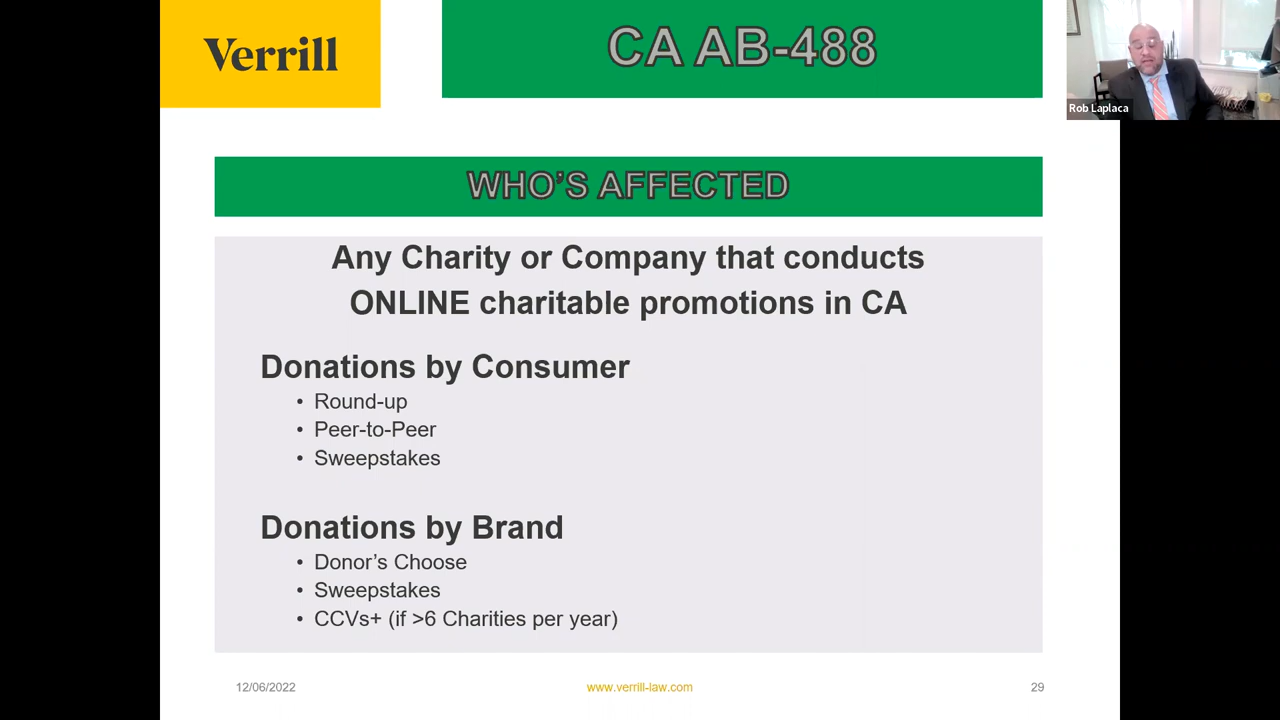 Verrill
CA AB-488
Rob Laplaca
WHO'S AFFECTED
Any Charity or Company that conducts
ONLINE charitable promotions in CA
Donations by Consumer
• Round-up
• Peer-to-Peer
• Sweepstakes
Donations by Brand
• Donor's Choose
• Sweepstakes
• CCVs+ (if >6 Charities per year)
12/06/2022
www.verrill-law.com
29